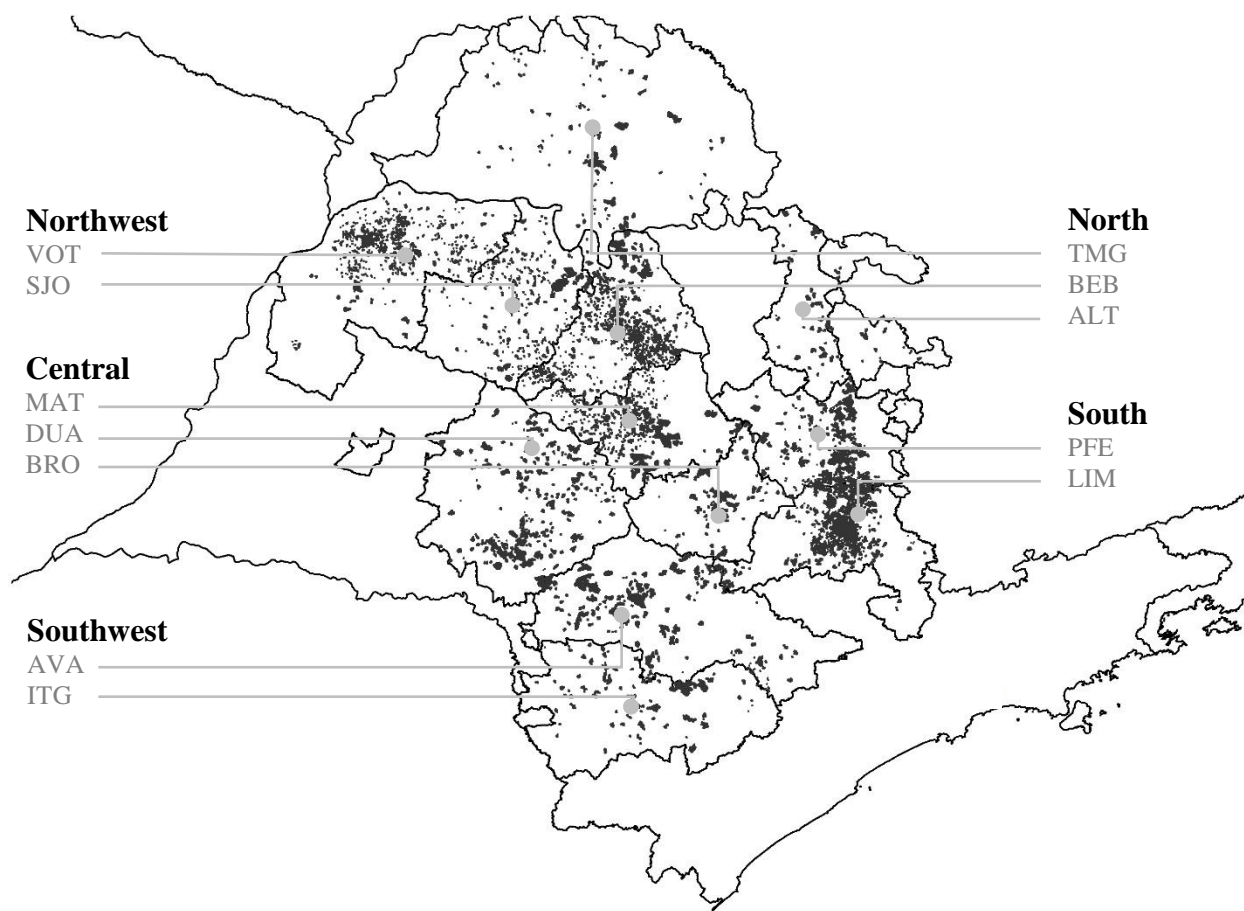 Northwest
VOT
SJO
Central
MAT
DUA
BRO
Southwest
AVA
ITG
North
TMG
BEB
ALT
South
PFE
LIM